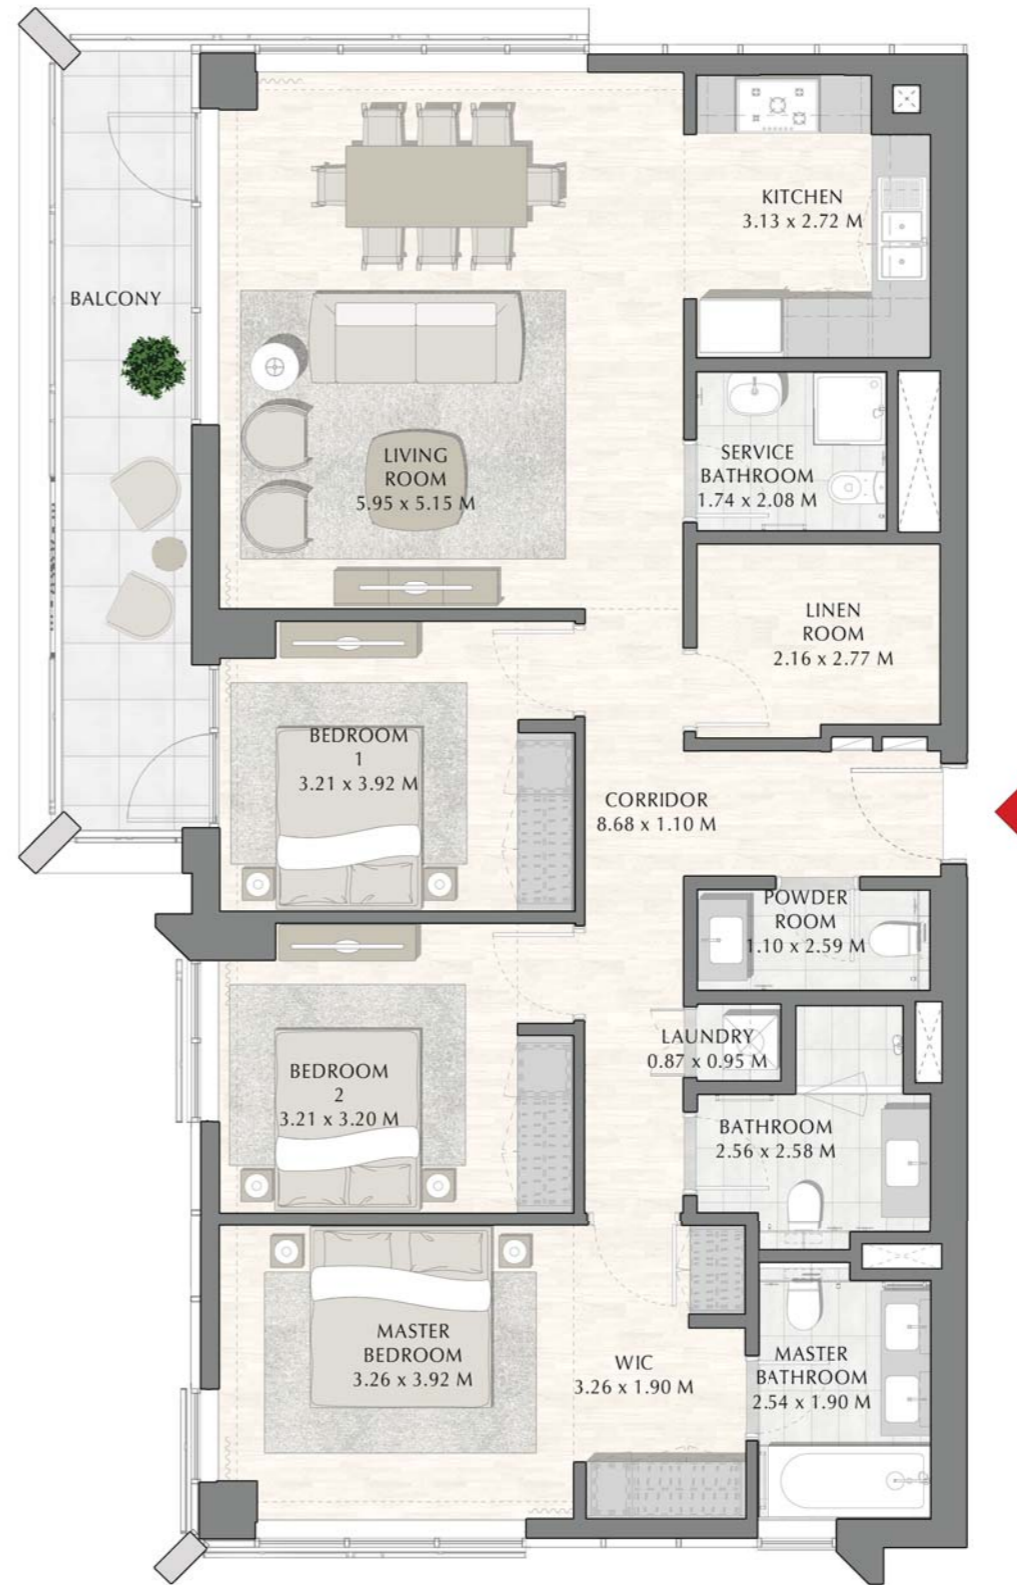 KITCHEN
3.13 x 2.72 M
BALCONY
LIVING
ROOM
5.95 x 5.15 M
SERVICE
BATHROOM
1.74 x 2.08 M
LINEN
ROOM
2.16 x 2.77 M
BEDROOM
1
3.21 x 3.92 M
CORRIDOR
8.68 x 1.10 M
POWDER
ROOM
1.10 x 2.59 M
LAUNDRY
0.87 x 0.95 M
BEDROOM
2
3.21 x 3.20 M
BATHROOM
2.56 x 2.58 M
MASTER
BEDROOM
3.26 x 3.92 M
WIC
3.26 x 1.90 M
MASTER
BATHROOM
2.54 x 1.90 M